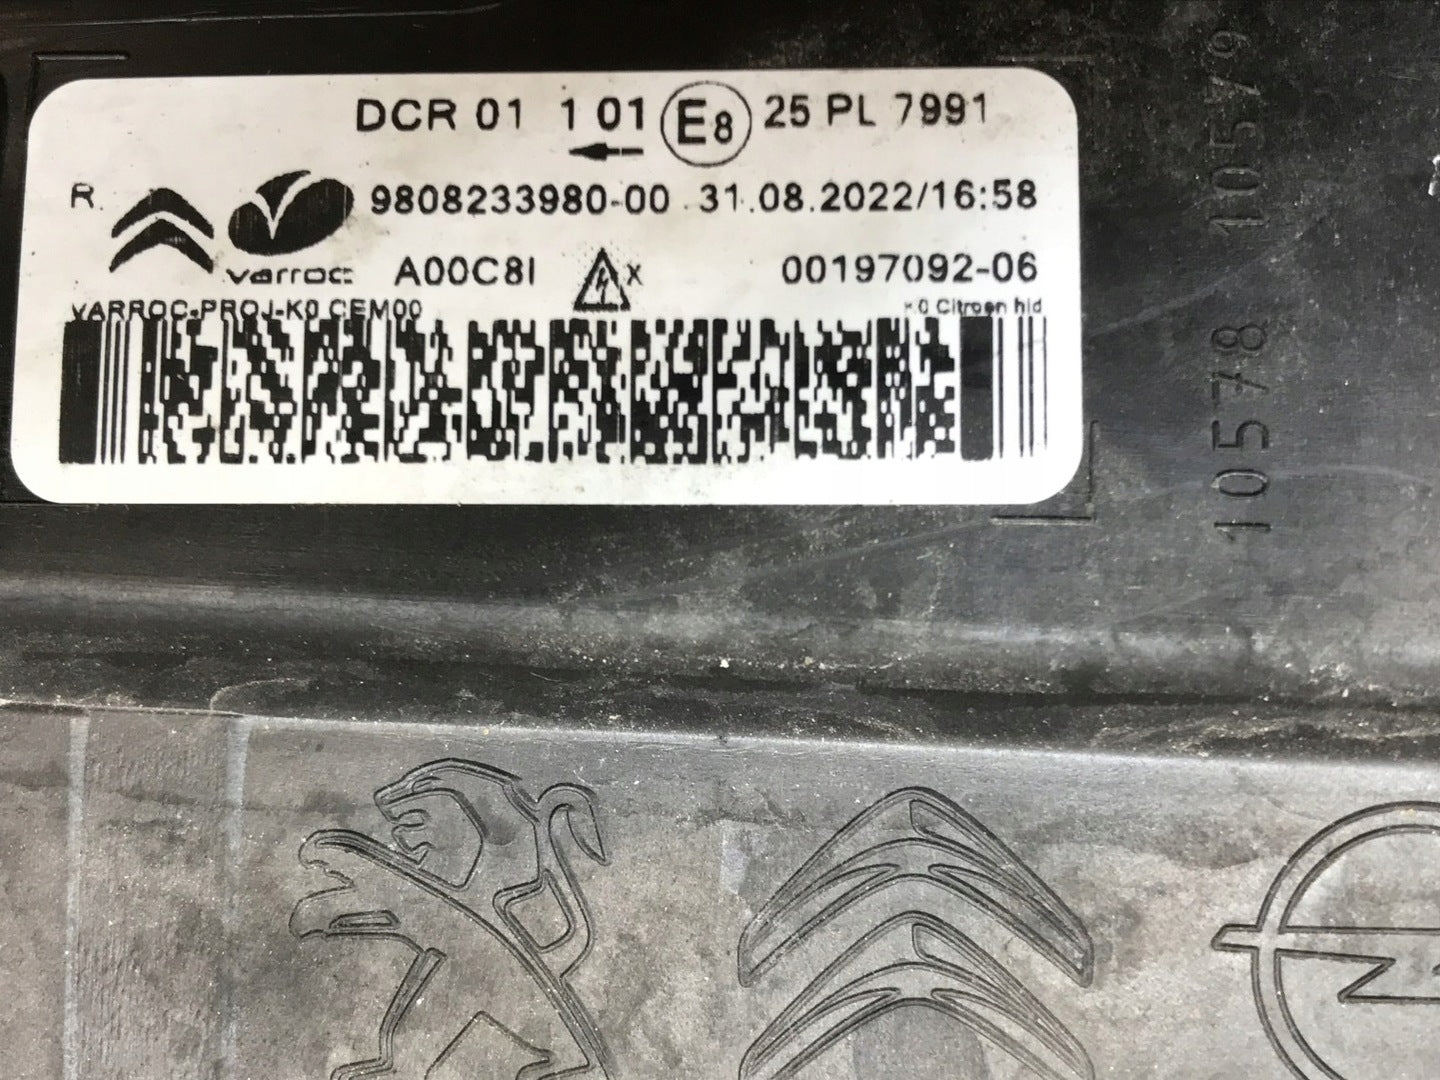 DCR 01 1 01 E8 25 PL 7991
R. 9808233980-00 31.08.2022/16:58
varroc A00C8I X 00197092-06
VARROC-PROJ-K0 CEM00 K0 Citroen hid
10579
10578